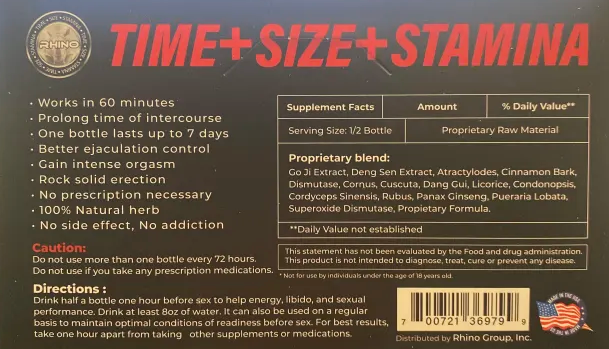 RHINO
TIME+SIZE+STAMINA
• Works in 60 minutes
• Prolong time of intercourse
• One bottle lasts up to 7 days
• Better ejaculation control
• Gain intense orgasm
• Rock solid erection
• No prescription necessary
• 100% Natural herb
• No side effect, No addiction
Caution:
Do not use more than one bottle every 72 hours.
Do not use if you take any prescription medications.
Supplement Facts Amount % Daily Value**
Serving Size: 1/2 Bottle Proprietary Raw Material
Proprietary blend:
Go Ji Extract, Deng Sen Extract, Atractylodes, Cinnamon Bark,
Dismutase, Cornus, Cuscuta, Dang Gui, Licorice, Condonopsis,
Cordyceps Sinensis, Rubus, Panax Ginseng, Pueraria Lobata,
Superoxide Dismutase, Propietary Formula.
**Daily Value not established
This statement has not been evaluated by the Food and drug administration.
This product is not intended to diagnose, treat, cure or prevent any disease.
* Not for use by individuals under the age of 18 years old.
Directions :
Drink half a bottle one hour before sex to help energy, libido, and sexual
performance. Drink at least 8oz of water. It can also be used on a regular
basis to maintain optimal conditions of readiness before sex. For best results,
take one hour apart from taking other supplements or medications.
7 00721 36979 9
Distributed by Rhino Group, Inc.
MADE IN THE USA